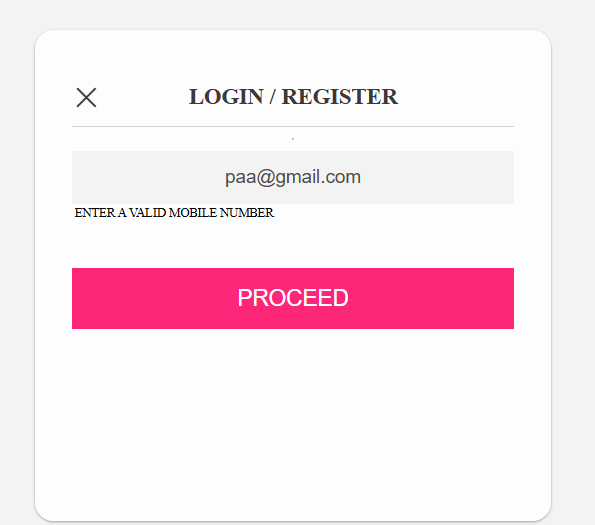 LOGIN / REGISTER
paa@gmail.com
ENTER A VALID MOBILE NUMBER
PROCEED